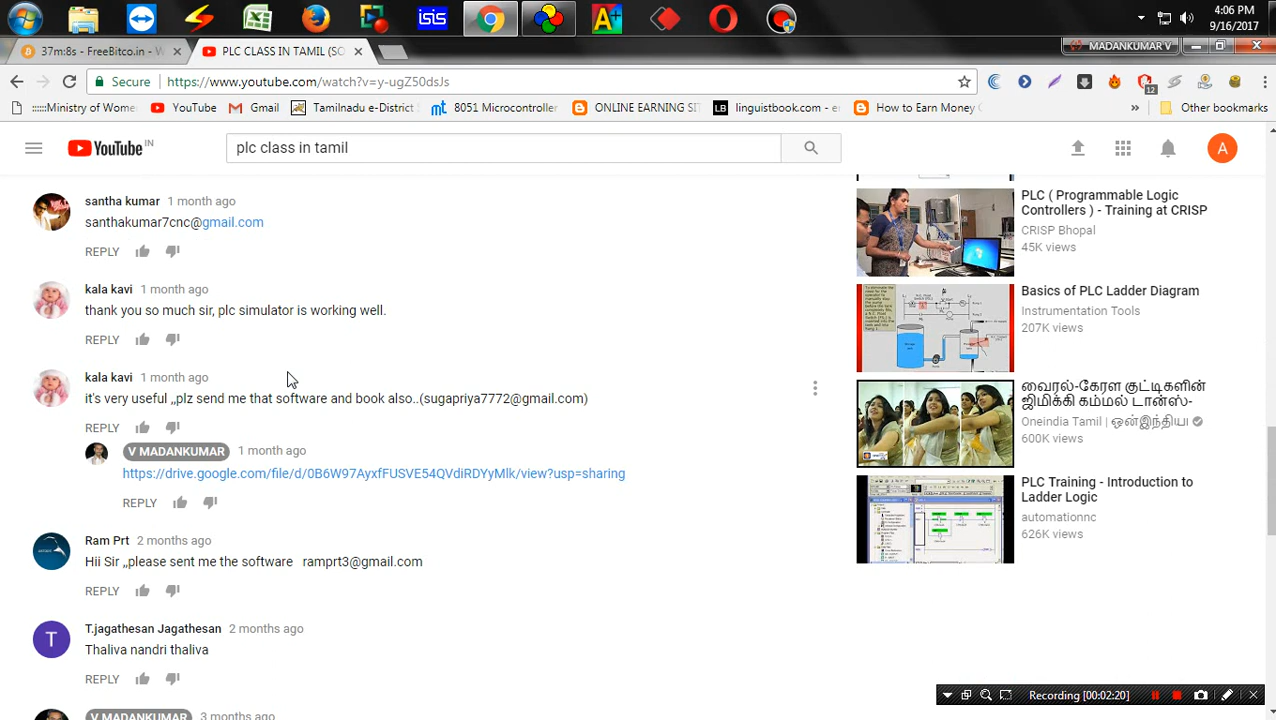 4:06 PM
9/16/2017
37m:8s - FreeBitco.in - W
PLC CLASS IN TAMIL (SO
MADANKUMAR V
Secure
https://www.youtube.com/watch?v=y-ugZ50dsJs
12
:::::Ministry of Wome
YouTube
Gmail
Tamilnadu e-District
8051 Microcontroller
ONLINE EARNING SIT
linguistbook.com - e
How to Earn Money
»
Other bookmarks
YouTube IN
plc class in tamil
A
santha kumar 1 month ago
santhakumar7cnc@gmail.com
REPLY
kala kavi 1 month ago
thank you so much sir, plc simulator is working well.
REPLY
kala kavi 1 month ago
it's very useful ,,plz send me that software and book also..(sugapriya7772@gmail.com)
REPLY
V MADANKUMAR 1 month ago
https://drive.google.com/file/d/0B6W97AyxfFUSVE54QVdiRDYyMlk/view?usp=sharing
REPLY
Ram Prt 2 months ago
Hii Sir ,,please send me the software ramprt3@gmail.com
REPLY
T
T.jagathesan Jagathesan 2 months ago
Thaliva nandri thaliva
REPLY
V MADANKUMAR 3 months ago
PLC ( Programmable Logic
Controllers ) - Training at CRISP
CRISP Bhopal
45K views
Basics of PLC Ladder Diagram
Instrumentation Tools
207K views
வைரல்-கேரள குட்டிகளின்
ஜிமிக்கி கம்மல் டான்ஸ்-
Oneindia Tamil | ஒன்இந்தியா
600K views
PLC Training - Introduction to
Ladder Logic
automationnc
626K views
Recording [00:02:20]